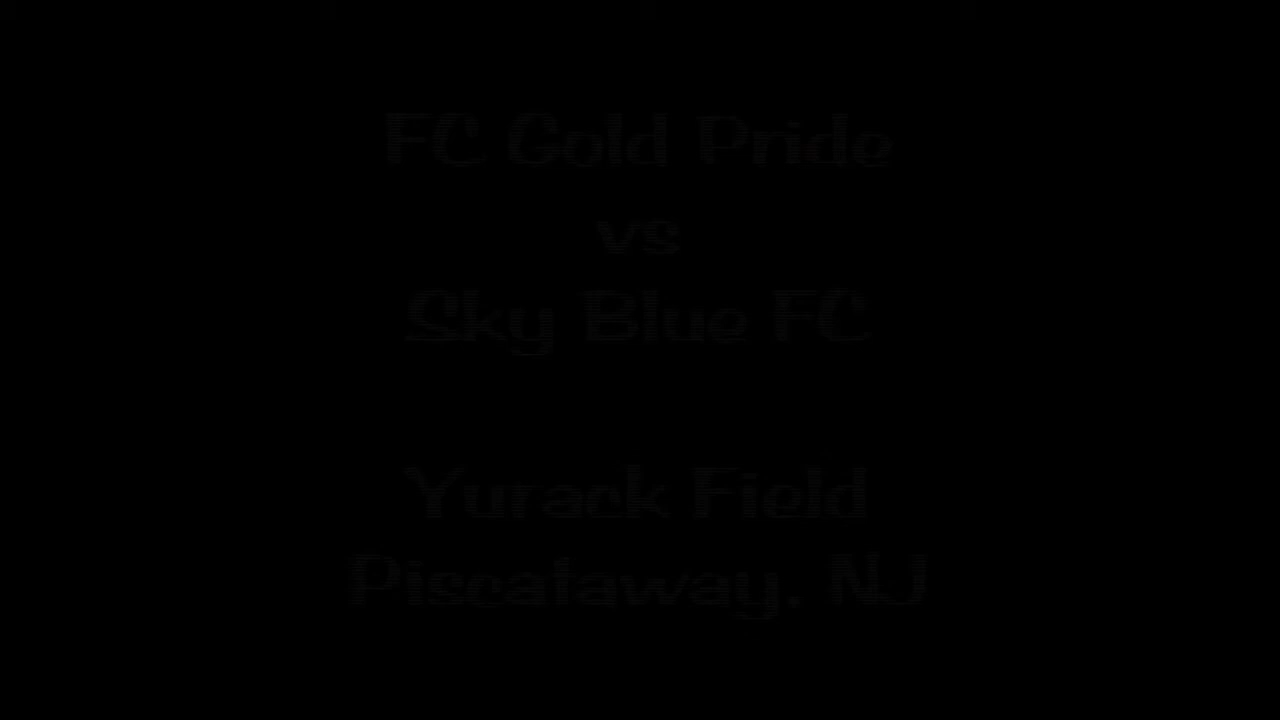 FC Gold Pride
vs
Sky Blue FC
Yurack Field
Piscataway, NJ